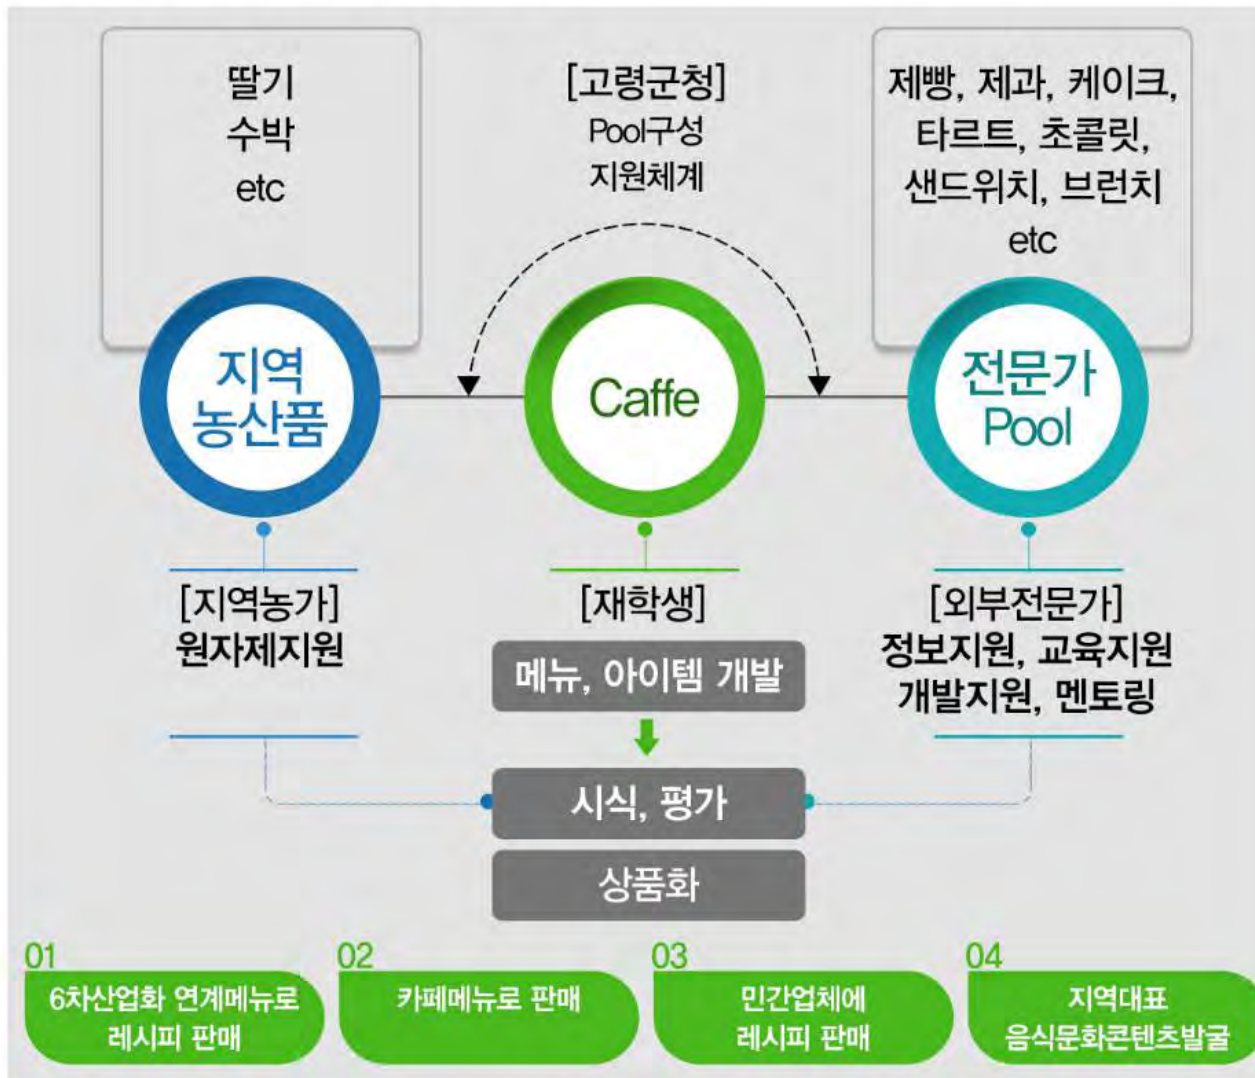 딸기
수박
etc
[고령군청]
Pool구성
지원체계
제빵, 제과, 케이크,
타르트, 초콜릿,
샌드위치, 브런치
etc
지역
농산품
Caffe
전문가
Pool
[지역농가]
원자제지원
[재학생]
메뉴, 아이템 개발
시식, 평가
상품화
[외부전문가]
정보지원, 교육지원
개발지원, 멘토링
01
6차산업화 연계메뉴로
레시피 판매
02
카페메뉴로 판매
03
민간업체에
레시피 판매
04
지역대표
음식문화콘텐츠발굴